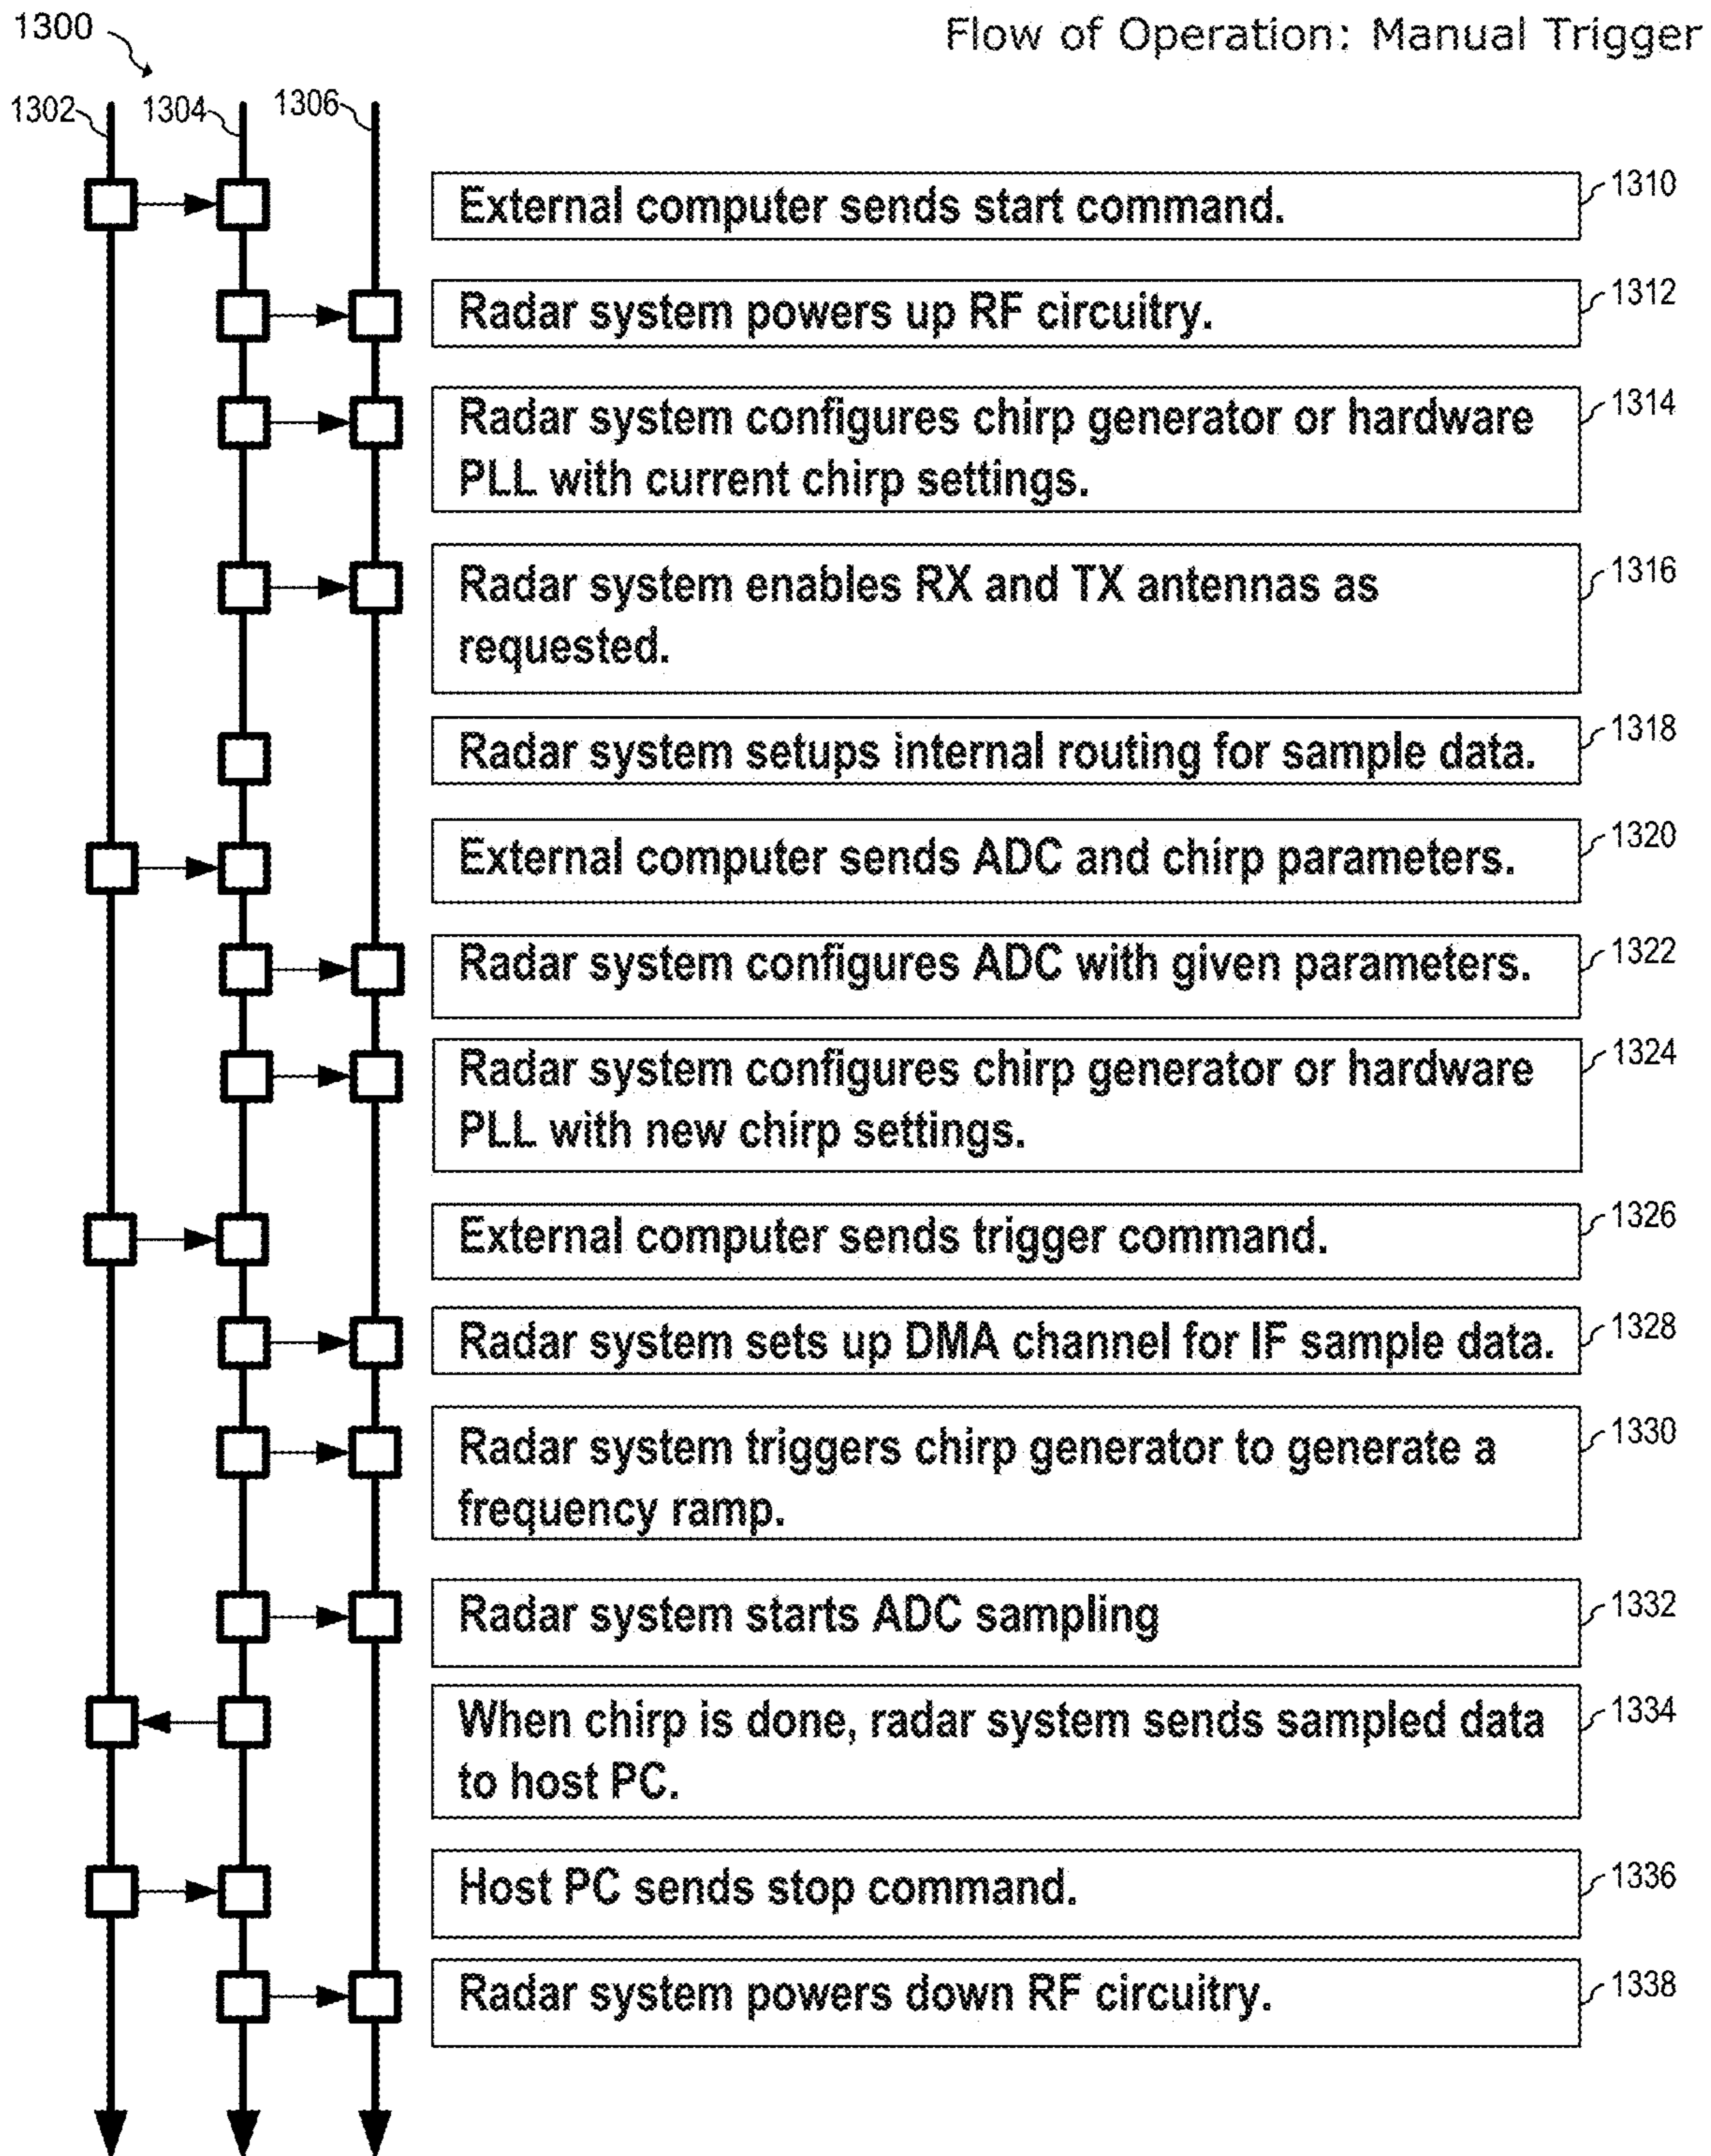 1300
Flow of Operation: Manual Trigger
1302
1304
1306
External computer sends start command.
1310
Radar system powers up RF circuitry.
1312
Radar system configures chirp generator or hardware
PLL with current chirp settings.
1314
Radar system enables RX and TX antennas as
requested.
1316
Radar system setups internal routing for sample data.
1318
External computer sends ADC and chirp parameters.
1320
Radar system configures ADC with given parameters.
1322
Radar system configures chirp generator or hardware
PLL with new chirp settings.
1324
External computer sends trigger command.
1326
Radar system sets up DMA channel for IF sample data.
1328
Radar system triggers chirp generator to generate a
frequency ramp.
1330
Radar system starts ADC sampling
1332
When chirp is done, radar system sends sampled data
to host PC.
1334
Host PC sends stop command.
1336
Radar system powers down RF circuitry.
1338